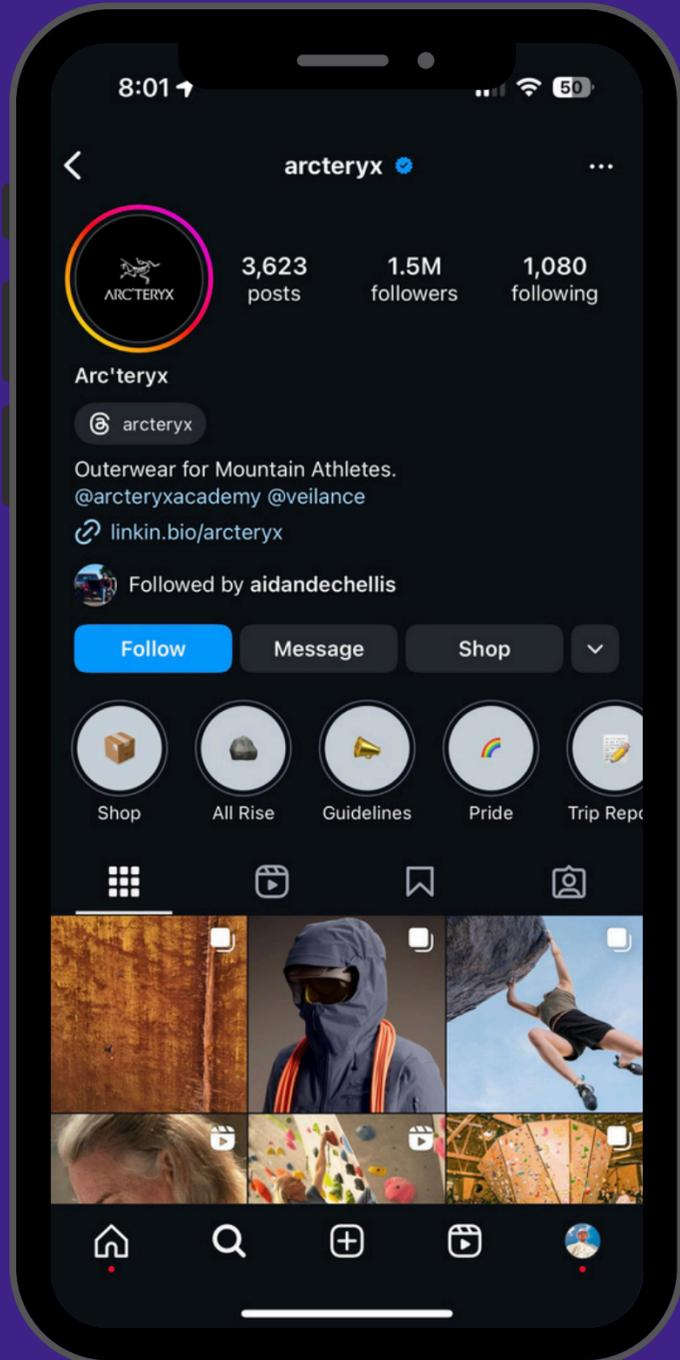 8:01
50
arcteryx
ARC'TERYX
3,623 1.5M 1,080
posts followers following
Arc'teryx
arcteryx
Outerwear for Mountain Athletes.
@arcteryxacademy @veilance
linkin.bio/arcteryx
Followed by aidandechellis
Follow Message Shop
Shop All Rise Guidelines Pride Trip Repo